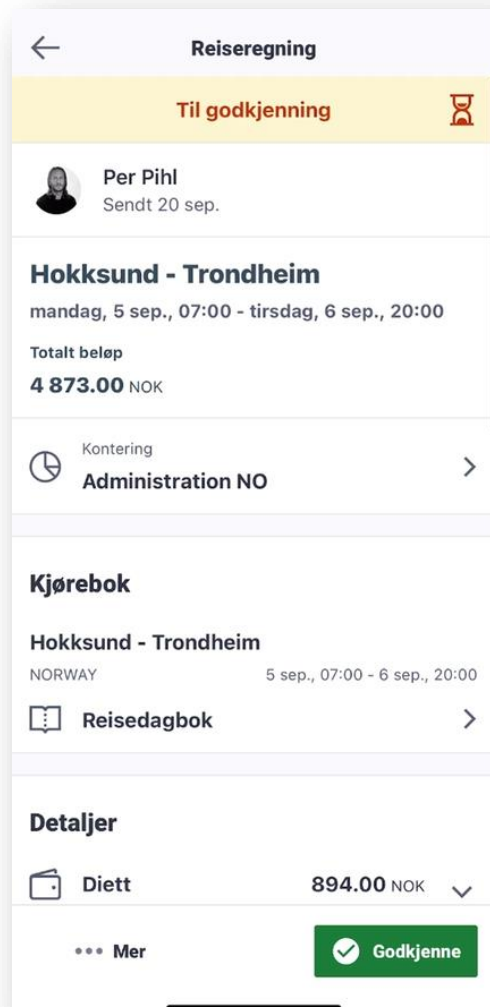 Reiseregning
Til godkjenning
Per Pihl
Sendt 20 sep.
Hokksund - Trondheim
mandag, 5 sep., 07:00 - tirsdag, 6 sep., 20:00
Totalt beløp
4 873.00 NOK
Kontering
Administration NO
Kjørebok
Hokksund - Trondheim
NORWAY 5 sep., 07:00 - 6 sep., 20:00
Reisedagbok
Detaljer
Diett 894.00 NOK
Mer Godkjenne